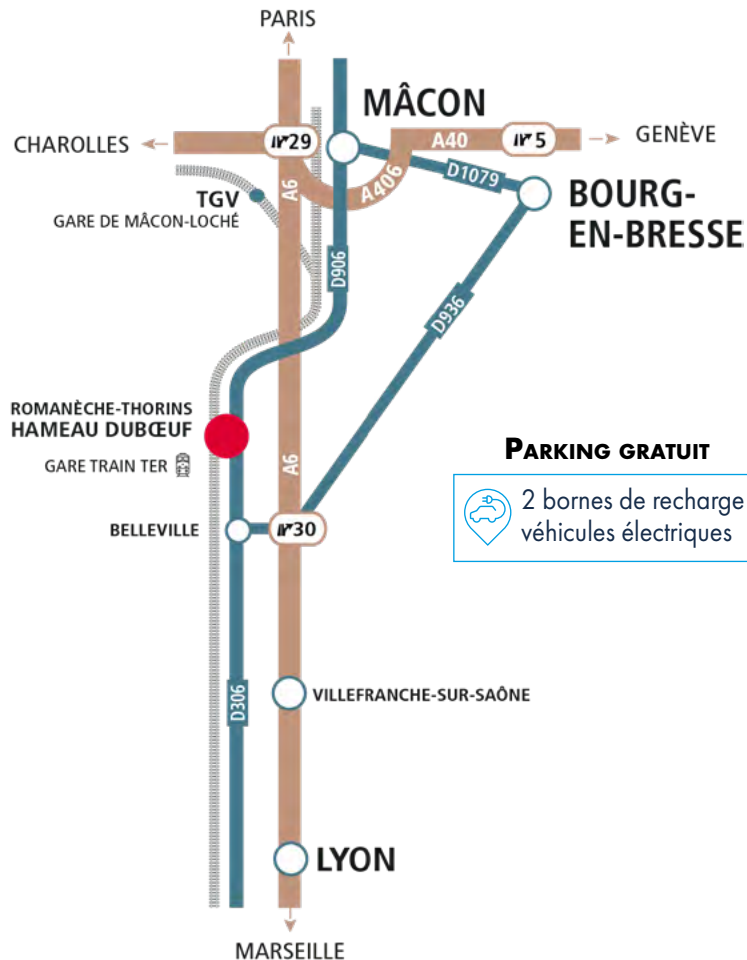 PARIS
MÂCON
CHAROLLES
29
A40
5
GENÈVE
A6
A406
D1079
TGV
GARE DE MÂCON-LOCHÉ
BOURG-
EN-BRESSE
D906
D936
ROMANÈCHE-THORINS
HAMEAU DUBŒUF
GARE TRAIN TER
A6
PARKING GRATUIT
2 bornes de recharge
véhicules électriques
BELLEVILLE
30
D306
VILLEFRANCHE-SUR-SAÔNE
LYON
MARSEILLE